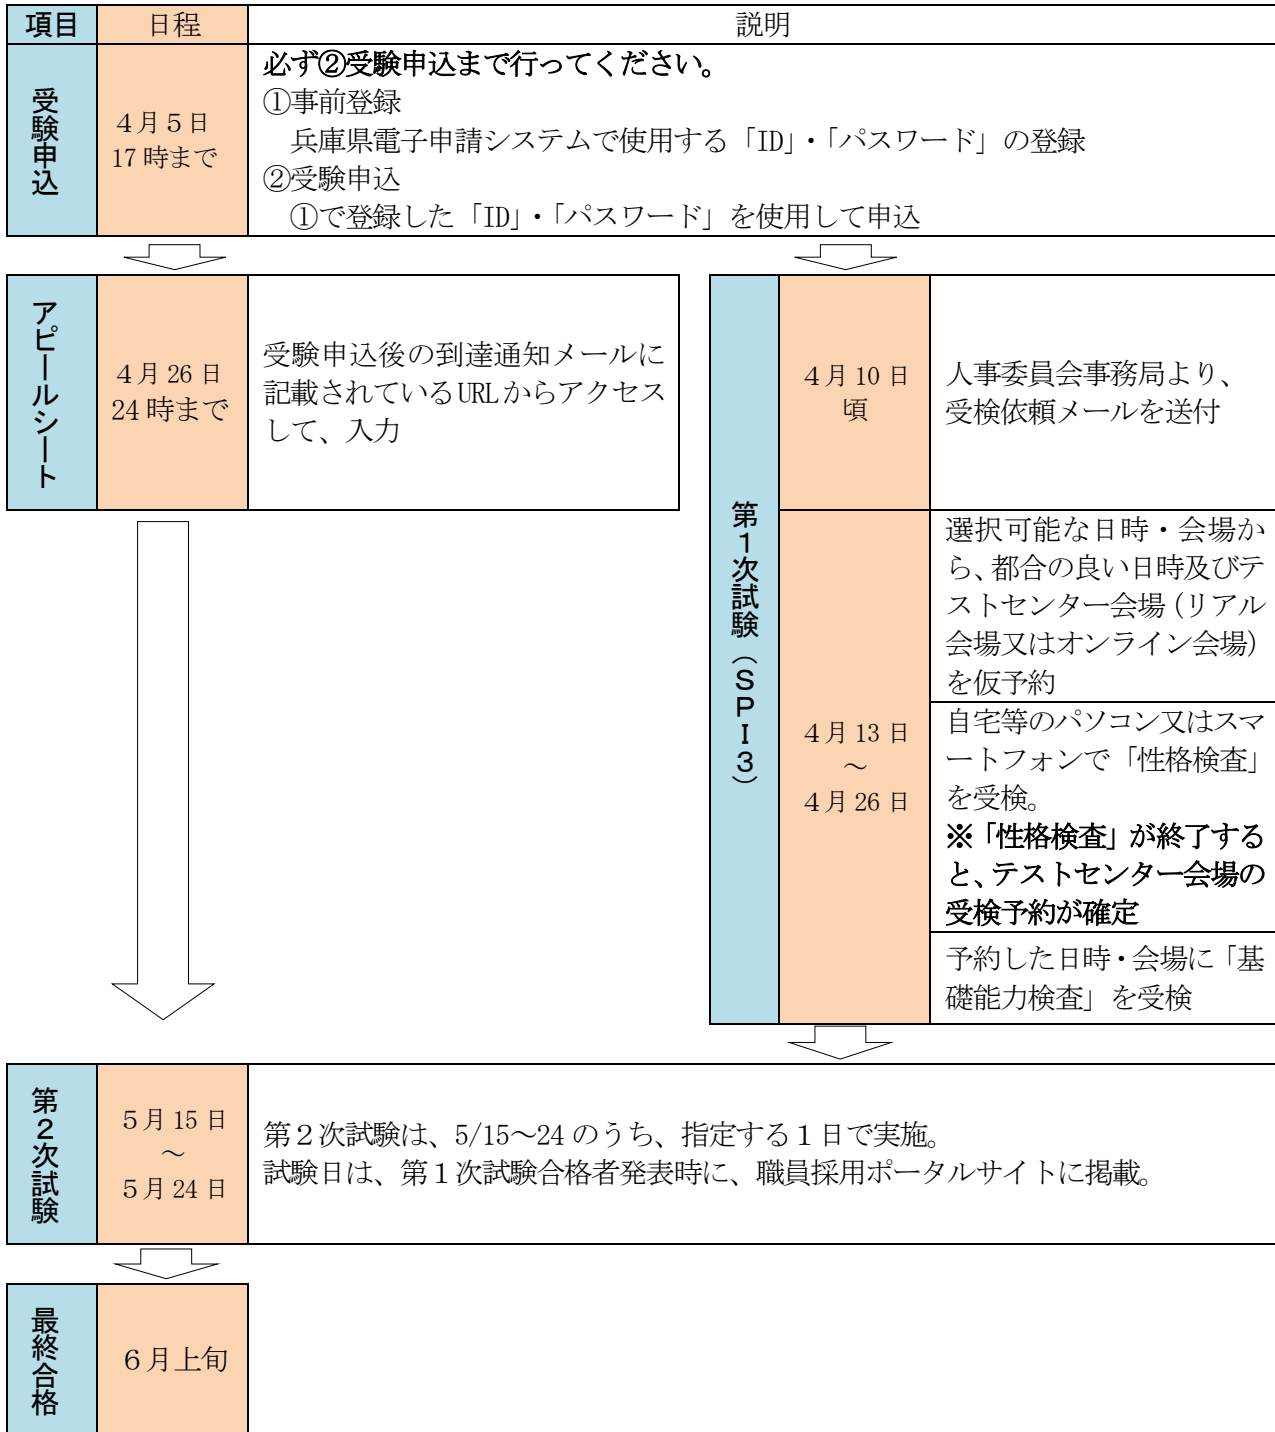 項目 日程 説明
受験申込
４月５日
17時まで
必ず②受験申込まで行ってください。
①事前登録
兵庫県電子申請システムで使用する「ID」・「パスワード」の登録
②受験申込
①で登録した「ID」・「パスワード」を使用して申込
アピールシート
４月26日
24時まで
受験申込後の到達通知メールに
記載されているURLからアクセス
して、入力
第１次試験（ＳＰＩ３）
４月10日
頃
人事委員会事務局より、
受検依頼メールを送付
４月13日
～
４月26日
選択可能な日時・会場か
ら、都合の良い日時及びテ
ストセンター会場（リアル
会場又はオンライン会場）
を仮予約
自宅等のパソコン又はスマ
ートフォンで「性格検査」
を受検。
※「性格検査」が終了する
と、テストセンター会場の
受検予約が確定
予約した日時・会場に「基
礎能力検査」を受検
第２次試験
５月15日
～
５月24日
第２次試験は、5/15～24のうち、指定する１日で実施。
試験日は、第１次試験合格者発表時に、職員採用ポータルサイトに掲載。
最終合格
６月上旬